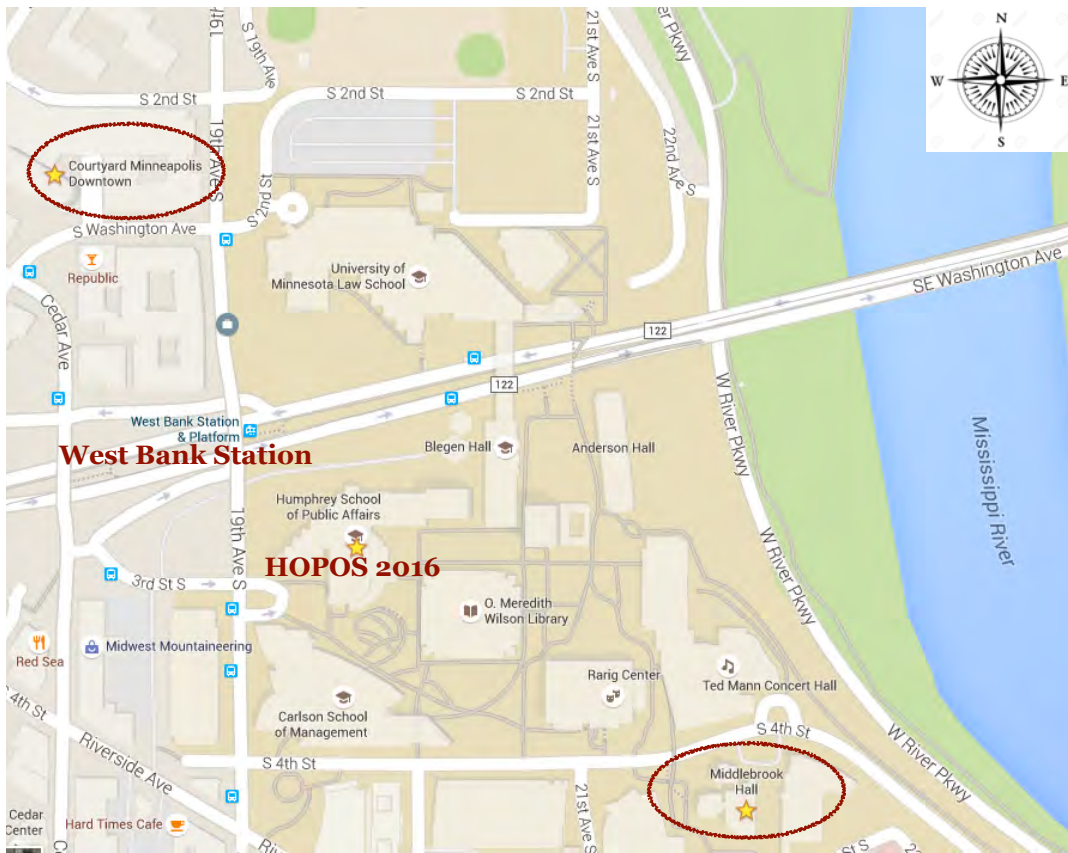 19th
S 19th Ave
21st Ave S
Pkwy
N
W
E
S
S 2nd St
S 2nd St
S 2nd St
19th Ave S
22nd Ave S
21st Ave S
Courtyard Minneapolis
Downtown
S 2nd St
S Washington Ave
Republic
University of
Minnesota Law School
SE Washington Ave
Cedar Ave
122
122
W River Pkwy
West Bank Station
& Platform
West Bank Station
Blegen Hall
Anderson Hall
Mississippi River
Humphrey School
of Public Affairs
HOPOS 2016
19th Ave S
W River Pkwy
3rd St S
O. Meredith
Wilson Library
Midwest Mountaineering
Red Sea
Rarig Center
Ted Mann Concert Hall
S 4th St
Carlson School
of Management
S 4th St
W River Pkwy
Riverside Ave
S 4th St
Middlebrook
Hall
21st Ave S
Cedar
Center
Hard Times Cafe